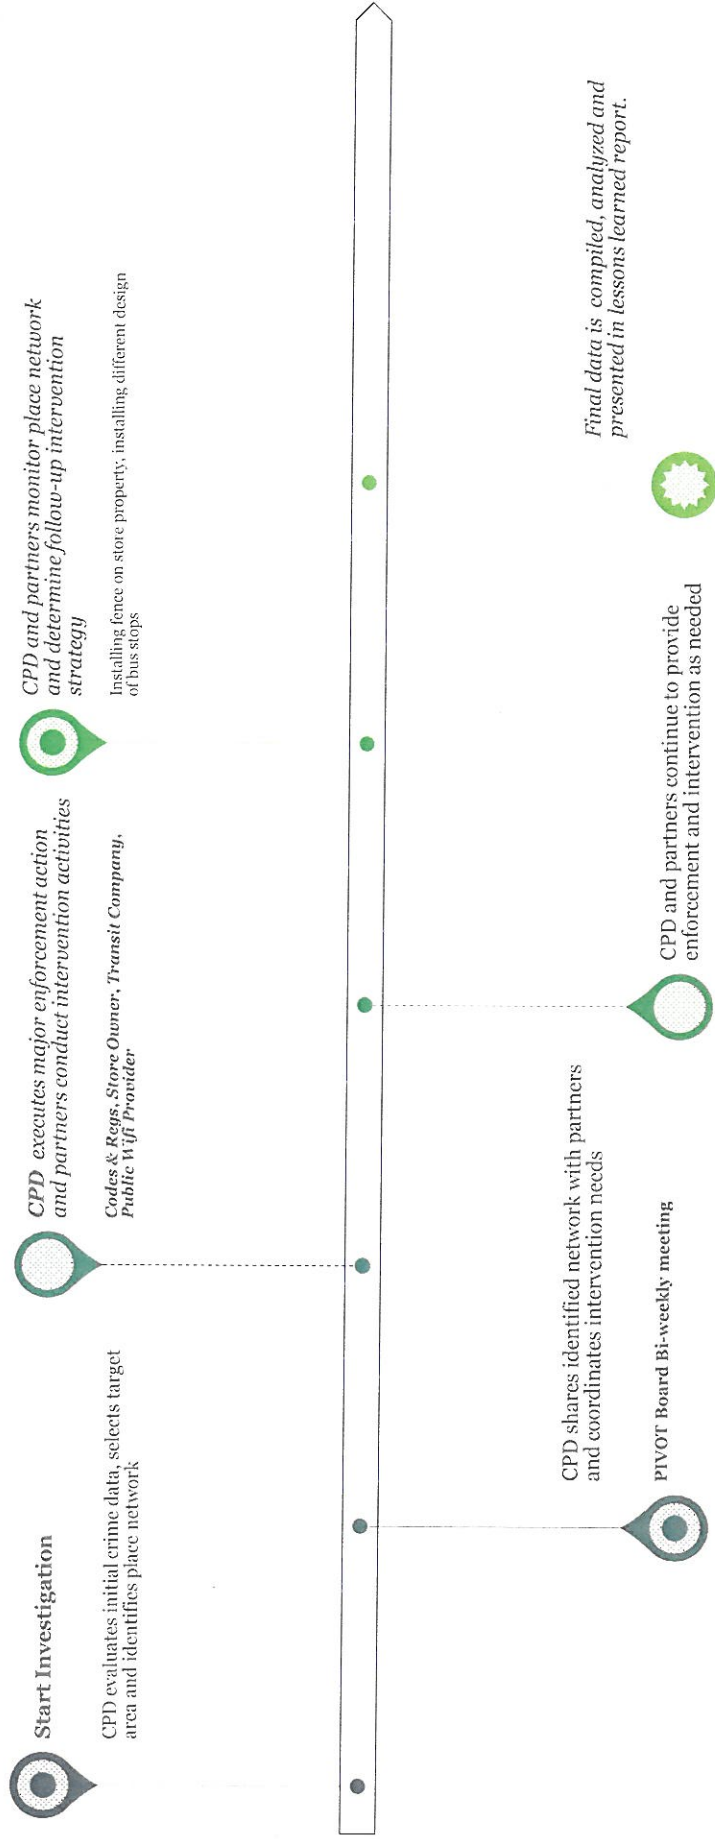 Start Investigation
CPD evaluates initial crime data, selects target
area and identifies place network
CPD shares identified network with partners
and coordinates intervention needs
PIVOT Board Bi-weekly meeting
CPD executes major enforcement action
and partners conduct intervention activities
Codes & Regs, Store Owner, Transit Company,
Public Wifi Provider
CPD and partners continue to provide
enforcement and intervention as needed
CPD and partners monitor place network
and determine follow-up intervention
strategy
Installing fence on store property, installing different design
of bus stops
Final data is compiled, analyzed and
presented in lessons learned report.